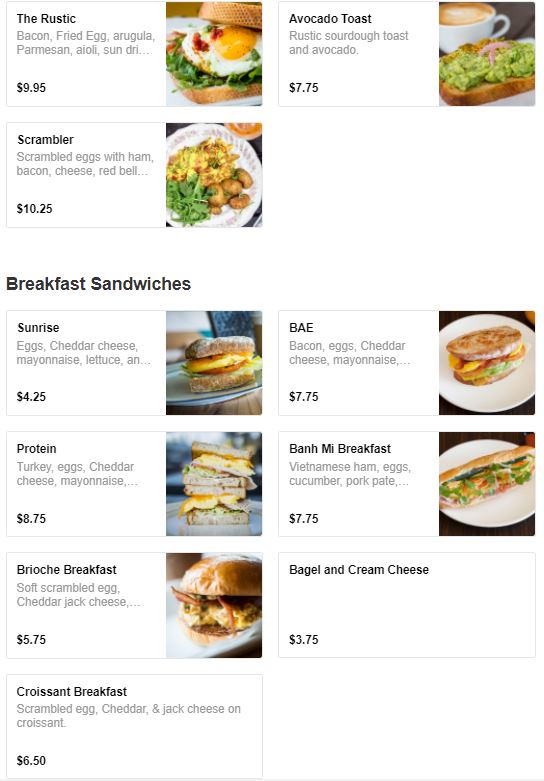 The Rustic
Bacon, Fried Egg, arugula,
Parmesan, aioli, sun dri...
$9.95
Avocado Toast
Rustic sourdough toast
and avocado.
$7.75
Scrambler
Scrambled eggs with ham,
bacon, cheese, red bell...
$10.25
Breakfast Sandwiches
Sunrise
Eggs, Cheddar cheese,
mayonnaise, lettuce, an...
$4.25
BAE
Bacon, eggs, Cheddar
cheese, mayonnaise,...
$7.75
Protein
Turkey, eggs, Cheddar
cheese, mayonnaise,...
$8.75
Banh Mi Breakfast
Vietnamese ham, eggs,
cucumber, pork pate,...
$7.75
Brioche Breakfast
Soft scrambled egg,
Cheddar jack cheese,...
$5.75
Bagel and Cream Cheese
$3.75
Croissant Breakfast
Scrambled egg, Cheddar, & jack cheese on
croissant.
$6.50